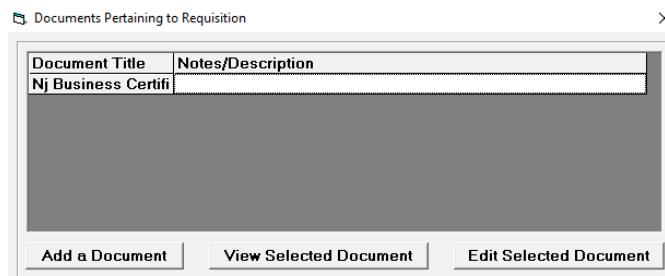 Documents Pertaining to Requisition
Document Title Notes/Description
Nj Business Certifi
Add a Document View Selected Document Edit Selected Document